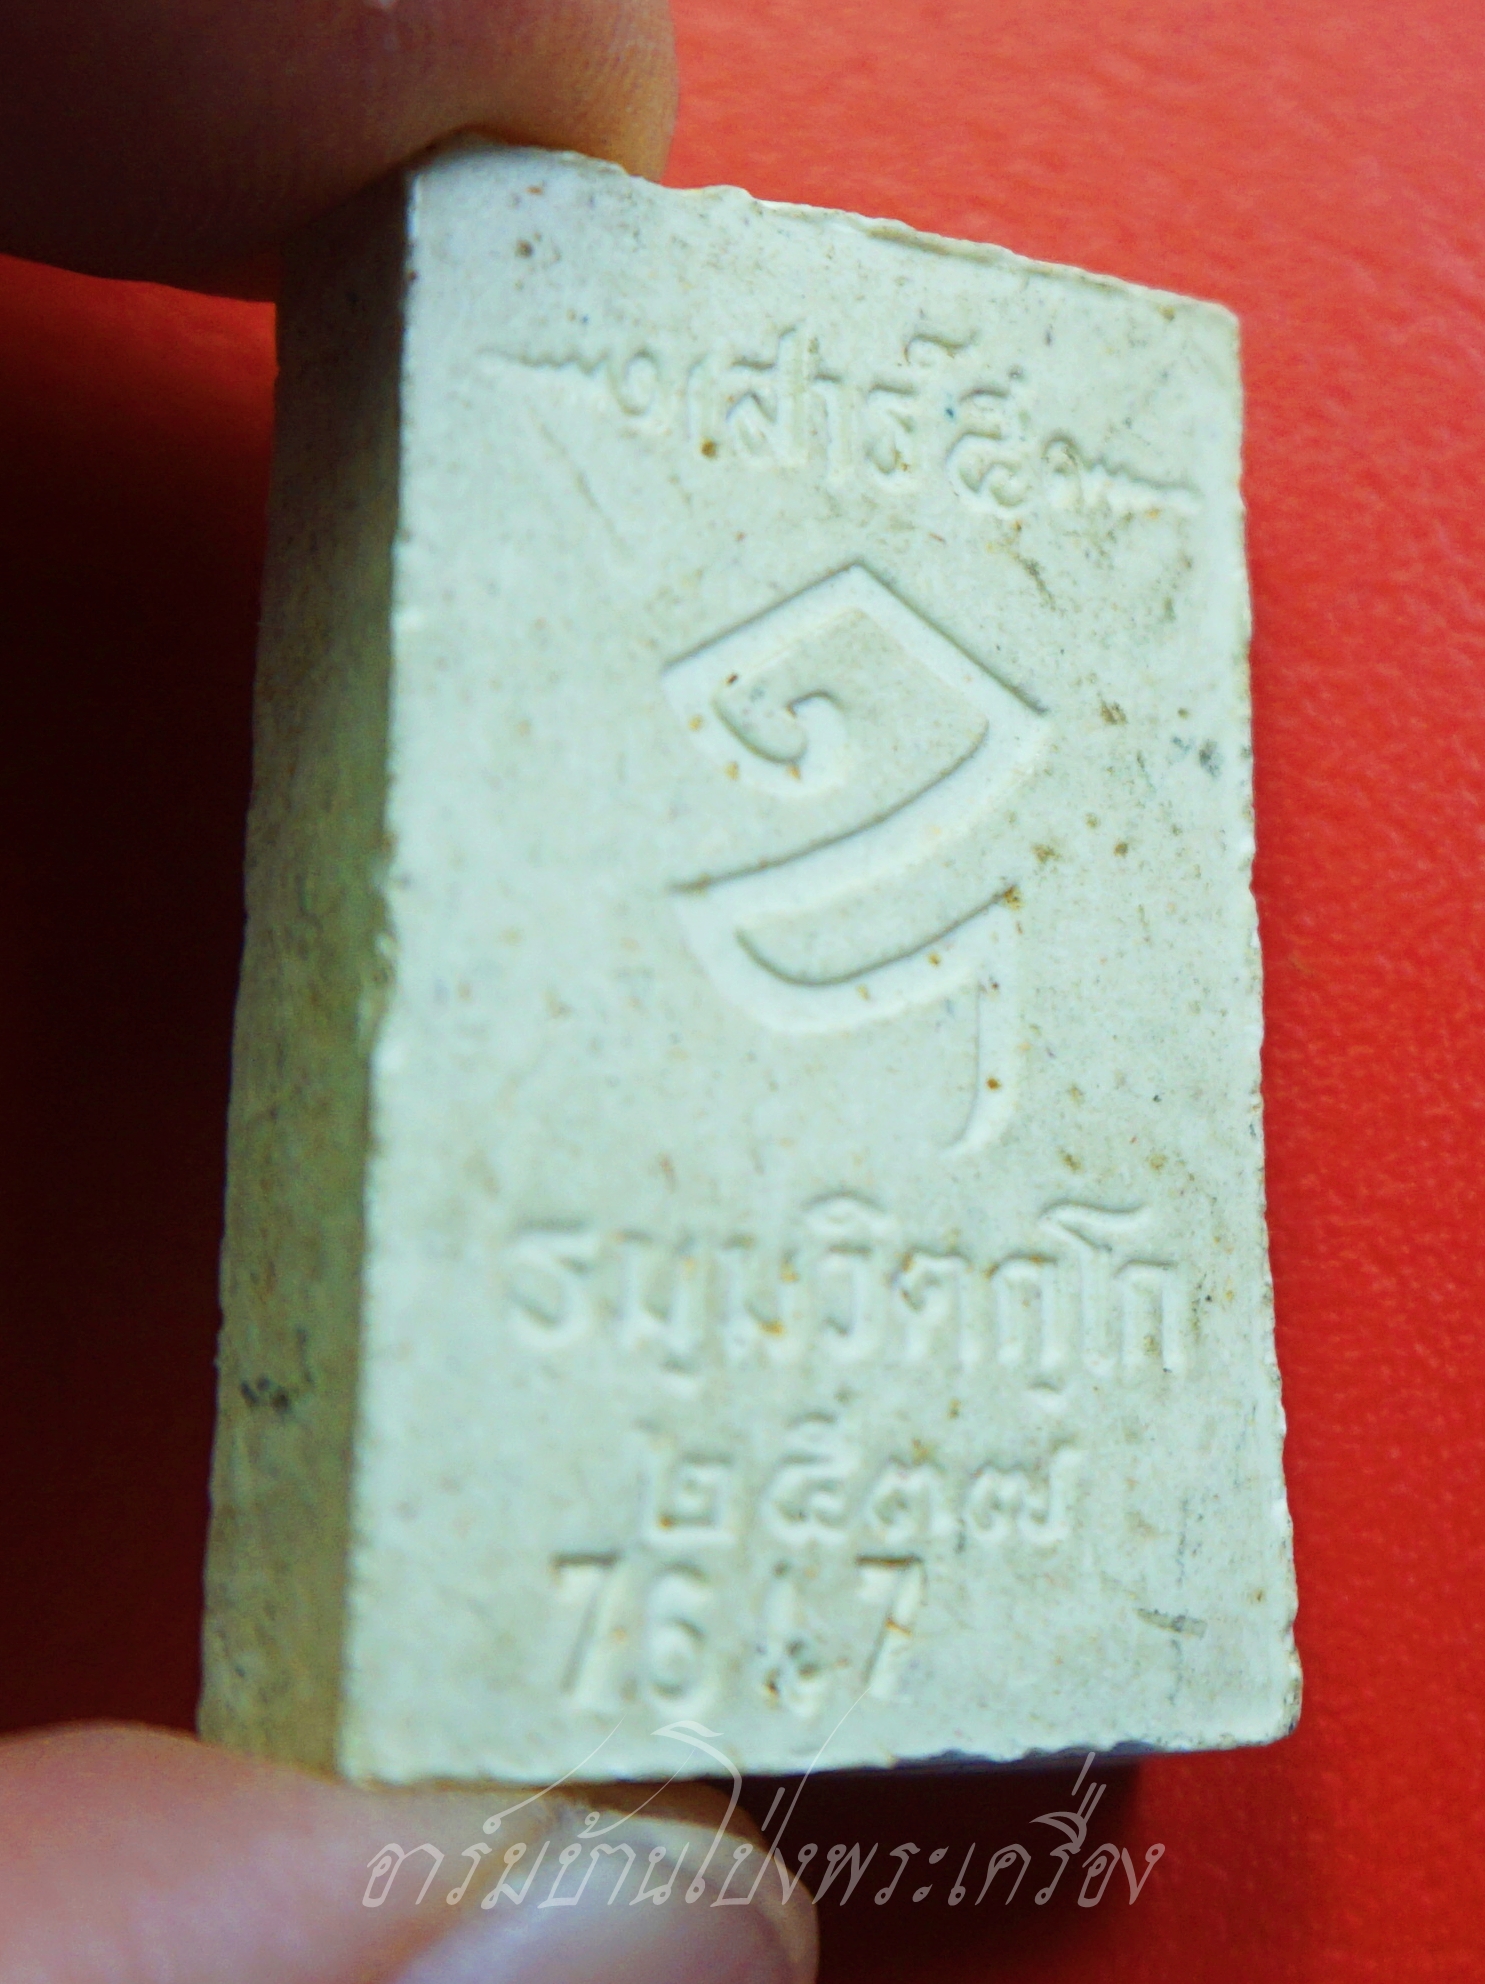 เสาร์ ๕
ธมฺมวิตกฺโก
๒๕๓๗
อาร์มบ้านโป่งพระเครื่อง